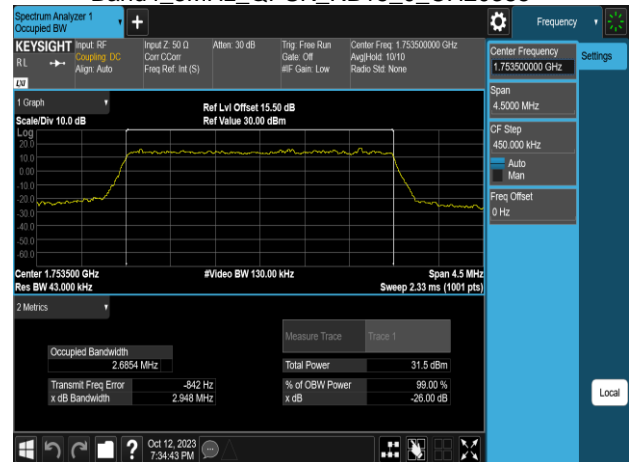 Spectrum Analyzer 1
Occupied BW
Frequency
KEYSIGHT
RL
Input: RF
Coupling: DC
Align: Auto
Input Z: 50 Ω
Corr CCorr
Freq Ref: Int (S)
Atten: 30 dB
Trig: Free Run
Gate: Off
#IF Gain: Low
Center Freq: 1.753500000 GHz
Avg|Hold: 10/10
Radio Std: None
LXI
Center Frequency
1.753500000 GHz
Settings
Span
4.5000 MHz
CF Step
450.000 kHz
Auto
Man
Freq Offset
0 Hz
1 Graph
Scale/Div 10.0 dB
Ref Lvl Offset 15.50 dB
Ref Value 30.00 dBm
Log
20.0
10.0
0.00
-10.0
-20.0
-30.0
-40.0
-50.0
-60.0
Center 1.753500 GHz
Res BW 43.000 kHz
#Video BW 130.00 kHz
Span 4.5 MHz
Sweep 2.33 ms (1001 pts)
2 Metrics
Measure Trace
Trace 1
Occupied Bandwidth
2.6854 MHz
Total Power
31.5 dBm
Transmit Freq Error
-842 Hz
% of OBW Power
99.00 %
x dB Bandwidth
2.948 MHz
x dB
-26.00 dB
Local
Oct 12, 2023
7:34:43 PM